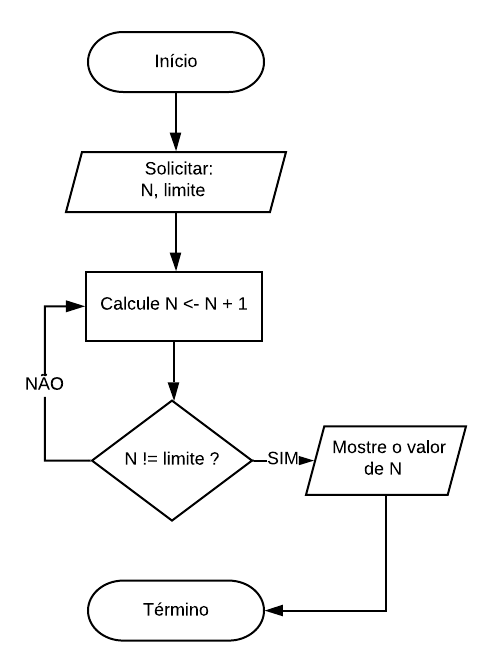 Início
Solicitar:
N, limite
Calcule N <- N + 1
NÃO
N != limite ?
SIM
Mostre o valor
de N
Término